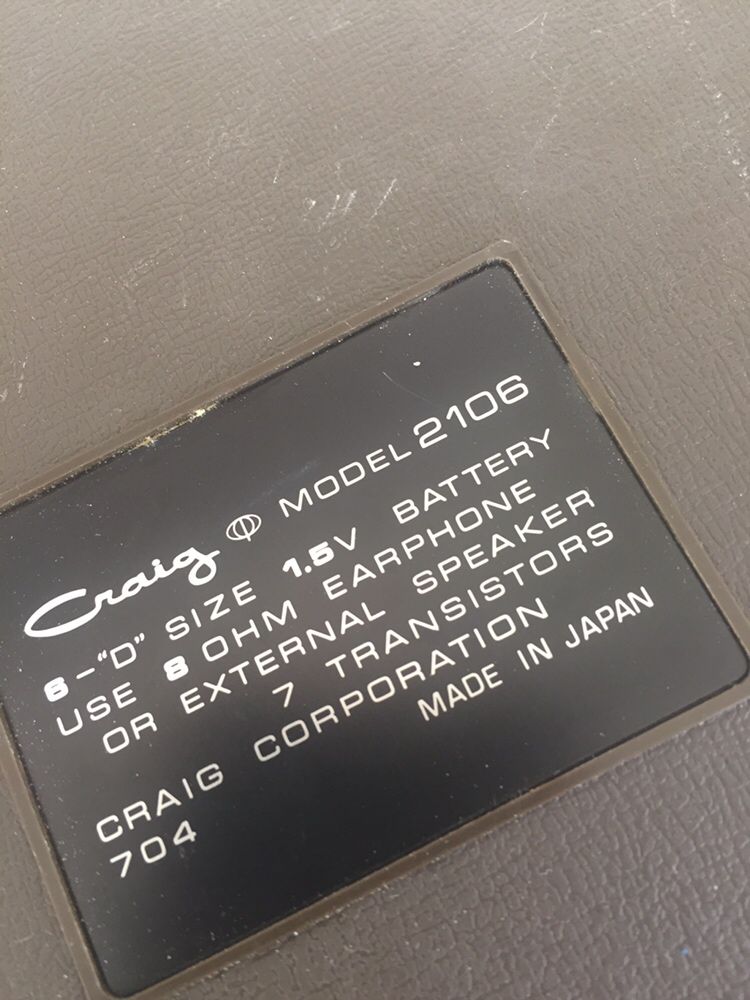 Craig MODEL 2106
6-"D" SIZE 1.5V BATTERY
USE 8 OHM EARPHONE
OR EXTERNAL SPEAKER
7 TRANSISTORS
CRAIG CORPORATION
704 MADE IN JAPAN